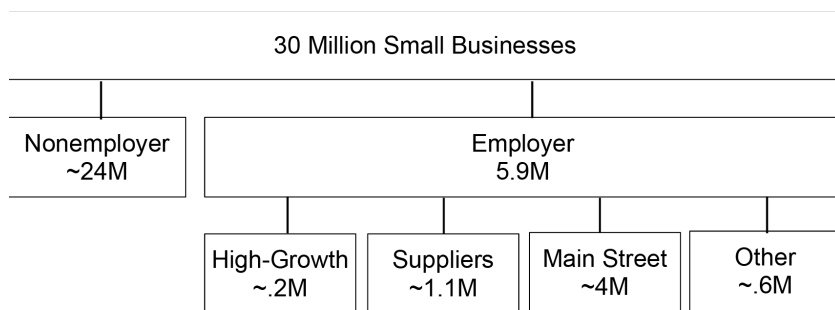 30 Million Small Businesses
Nonemployer
~24M
Employer
5.9M
High-Growth
~.2M
Suppliers
~1.1M
Main Street
~4M
Other
~.6M